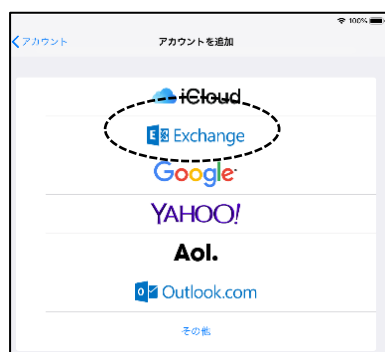 100%
アカウント アカウントを追加
iCloud
Exchange
Google
YAHOO!
Aol.
Outlook.com
その他